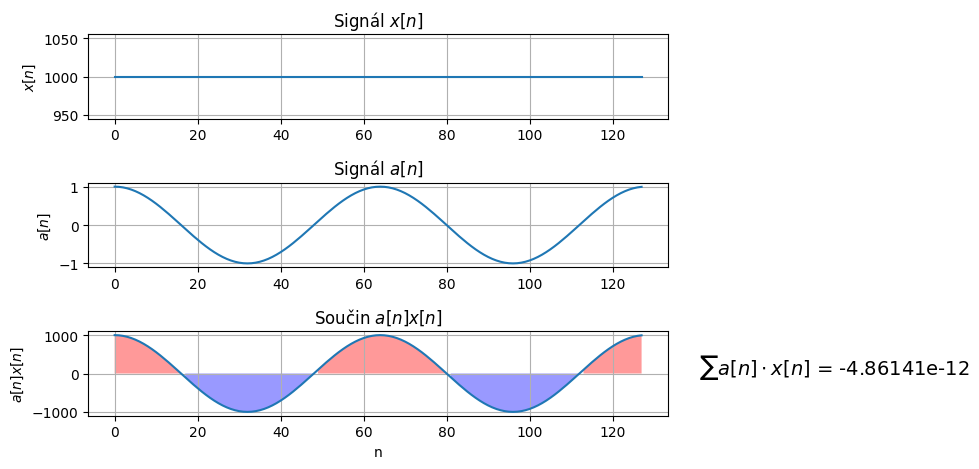 Signál x[n]
1050
1000
950
x[n]
0 20 40 60 80 100 120
Signál a[n]
1
0
−1
a[n]
0 20 40 60 80 100 120
Součin a[n]x[n]
1000
0
−1000
a[n]x[n]
0 20 40 60 80 100 120
n
∑a[n] · x[n] = -4.86141e-12